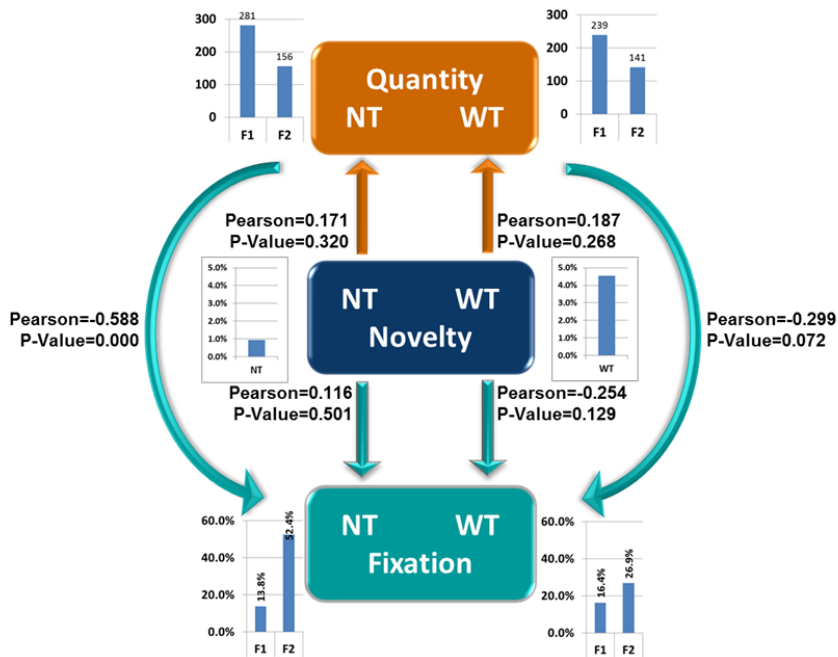 300
200
100
0
281
156
F1 F2
Quantity
NT WT
300
200
100
0
239
141
F1 F2
Pearson=0.171
P-Value=0.320
Pearson=0.187
P-Value=0.268
5.0%
4.0%
3.0%
2.0%
1.0%
0.0%
NT
NT WT
Novelty
5.0%
4.0%
3.0%
2.0%
1.0%
0.0%
WT
Pearson=-0.588
P-Value=0.000
Pearson=-0.299
P-Value=0.072
Pearson=0.116
P-Value=0.501
Pearson=-0.254
P-Value=0.129
60.0%
40.0%
20.0%
0.0%
13.8%
52.4%
F1 F2
NT WT
Fixation
60.0%
40.0%
20.0%
0.0%
16.4%
26.9%
F1 F2